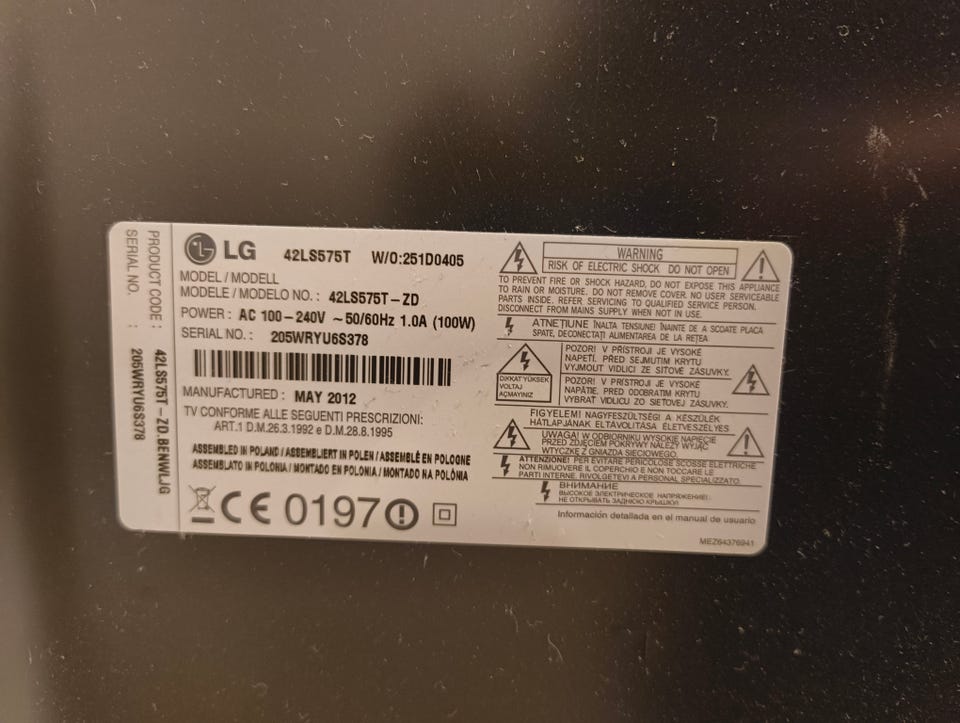 PRODUCT CODE : 42LS575T-ZD.BENWLJG
SERIAL NO. : 205WRYU6S378
LG 42LS575T W/O:251D0405
MODEL / MODELL
MODELE / MODELO NO. : 42LS575T-ZD
POWER : AC 100-240V ~50/60Hz 1.0A (100W)
SERIAL NO. : 205WRYU6S378
MANUFACTURED : MAY 2012
TV CONFORME ALLE SEGUENTI PRESCRIZIONI:
ART.1 D.M.26.3.1992 e D.M.28.8.1995
ASSEMBLED IN POLAND / ASSEMBLIERT IN POLEN / ASSEMBLÉ EN POLOGNE
ASSEMBLATO IN POLONIA / MONTADO EN POLONIA / MONTADO NA POLÓNIA
CE 0197
WARNING
RISK OF ELECTRIC SHOCK DO NOT OPEN
TO PREVENT FIRE OR SHOCK HAZARD, DO NOT EXPOSE THIS APPLIANCE
TO RAIN OR MOISTURE. DO NOT REMOVE COVER. NO USER SERVICEABLE
PARTS INSIDE. REFER SERVICING TO QUALIFIED SERVICE PERSON.
DISCONNECT FROM MAINS SUPPLY WHEN NOT IN USE.
ATNEŢIUNE ÎNALTA TENSIUNE! ÎNAINTE DE A SCOATE PLACA
SPATE, DECONECTAŢI ALIMENTAREA DE LA REŢEA
DİKKAT YÜKSEK
VOLTAJ
AÇMAYINIZ
POZOR! V PŘÍSTROJI JE VYSOKÉ
NAPĚTÍ. PŘED SEJMUTIM KRYTU
VYJMOUT VIDLICI ZE SÍŤOVÉ ZÁSUVKY.
POZOR! V PRÍSTROJI JE VYSOKÉ
NAPÄTIE. PRED ODOBRATIM KRYTU
VYBRAT VIDLICU ZO SIEŤOVEJ ZÁSUVKY.
FIGYELEM! NAGYFESZÜLTSÉG! A KÉSZÜLÉK
HÁTLAPJÁNAK ELTÁVOLÍTÁSA ÉLETVESZÉLYES
UWAGA! W ODBIORNIKU WYSOKIE NAPIĘCIE
PRZED ZDJĘCIEM POKRYWY NALEŻY WYJĄĆ
WTYCZKĘ Z GNIAZDA SIECIOWEGO.
ATTENZIONE! PER EVITARE PERICOLOSE SCOSSE ELETTRICHE
NON RIMUOVERE IL COPERCHIO E NON TOCCARE LE
PARTI INTERNE. RIVOLGETEVI A PERSONAL SPECIALIZZATO.
ВНИМАНИЕ
ВЫСОКОЕ ЭЛЕКТРИЧЕСКОЕ НАПРЯЖЕНИЕ!
НЕ ОТКРЫВАТЬ ЗАДНЮЮ КРЫШКУ!
Información detallada en el manual de usuario
MEZ64376941